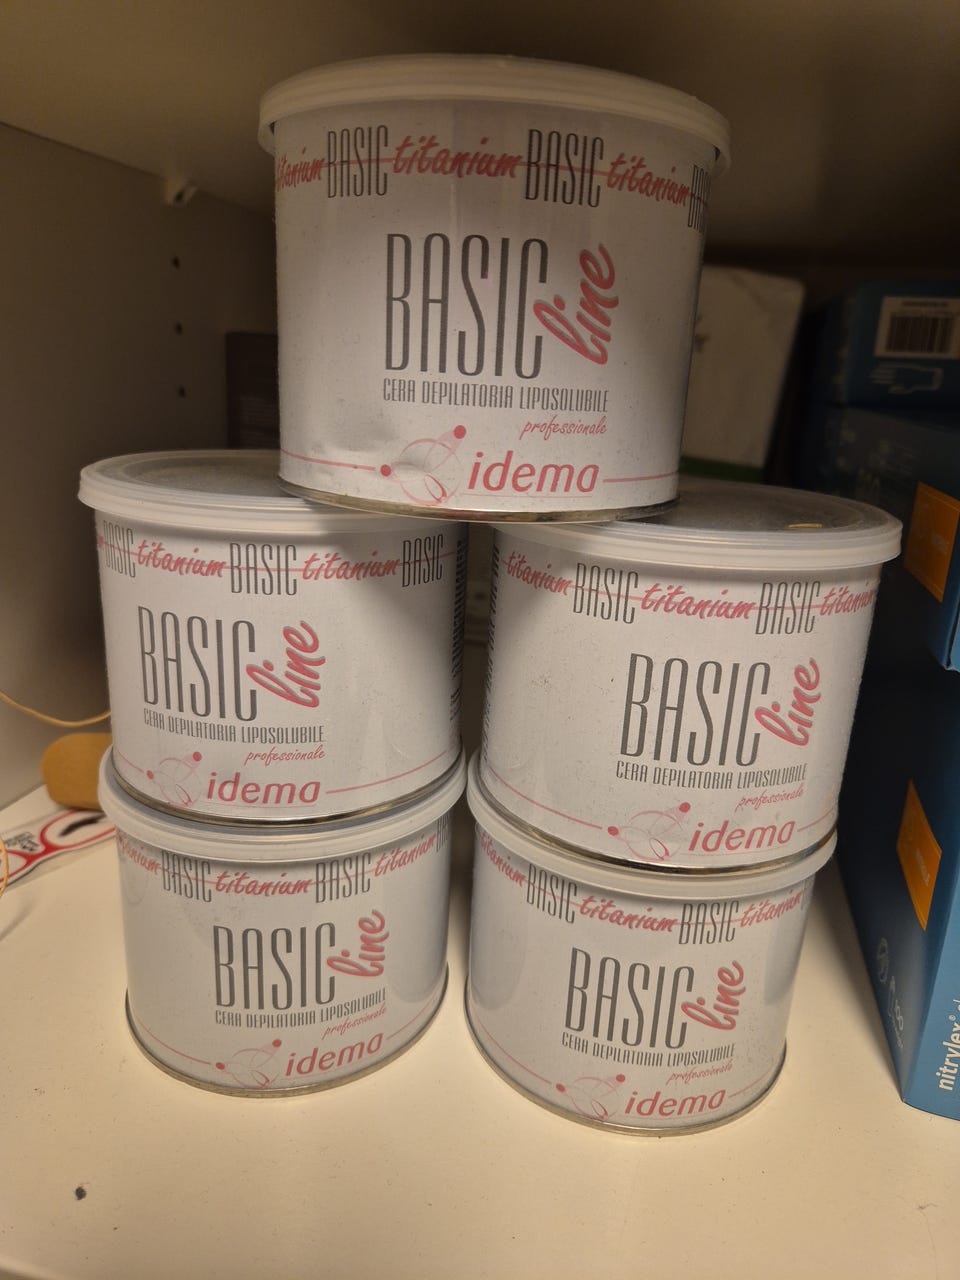 titanium BASIC titanium BASIC titanium
BASIC line
CERA DEPILATORIA LIPOSOLUBILE
professionale
idema
BASIC titanium BASIC titanium BASIC
BASIC line
CERA DEPILATORIA LIPOSOLUBILE
professionale
idema
titanium BASIC titanium BASIC titanium
BASIC line
CERA DEPILATORIA LIPOSOLUBILE
professionale
idema
BASIC titanium BASIC titanium
BASIC line
CERA DEPILATORIA LIPOSOLUBILE
professionale
idema
titanium BASIC titanium BASIC titanium
BASIC line
CERA DEPILATORIA LIPOSOLUBILE
professionale
idema
nitrylex®